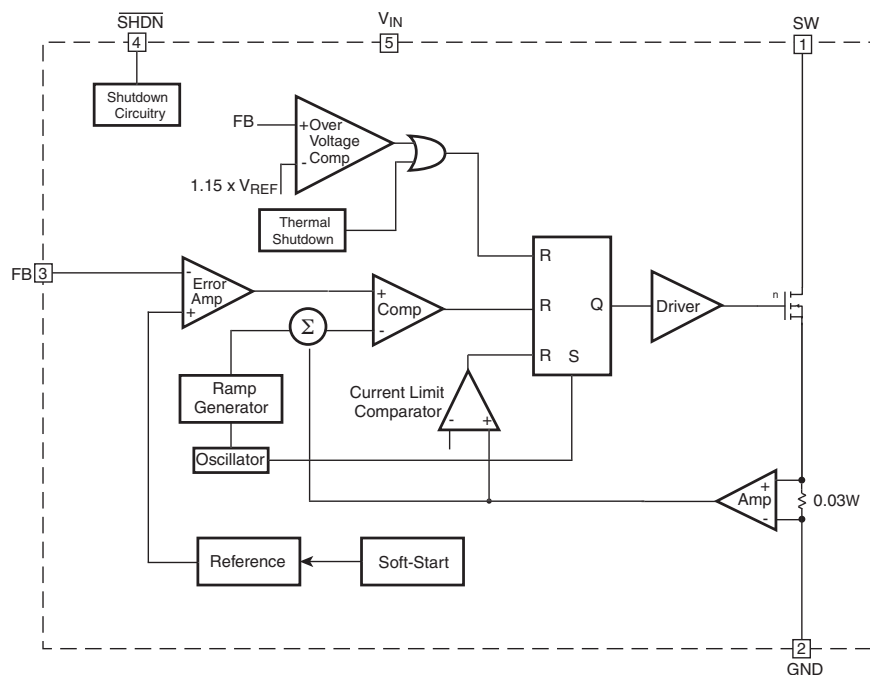 SHDN
VIN
SW
4
5
1
Shutdown
Circuitry
FB
+ Over
Voltage
Comp
-
1.15 x VREF
Thermal
Shutdown
FB
3
-
Error
Amp
+
+
Comp
-
Σ
R
R
R
S
Q
Driver
n
Ramp
Generator
Current Limit
Comparator
- +
Oscillator
Amp
+
-
0.03W
Reference
Soft-Start
2
GND